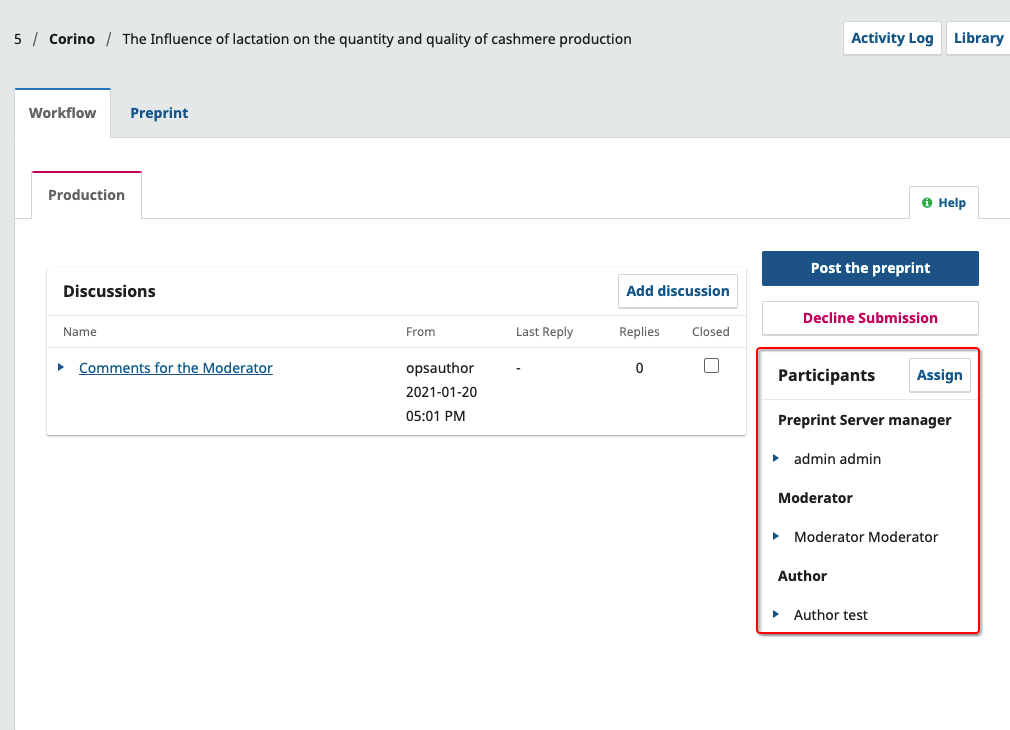 5 / Corino / The Influence of lactation on the quantity and quality of cashmere production
Activity Log
Library
Workflow
Preprint
Production
Help
Post the preprint
Decline Submission
Discussions
Add discussion
Name From Last Reply Replies Closed
Comments for the Moderator opsauthor - 0
2021-01-20
05:01 PM
Participants
Assign
Preprint Server manager
admin admin
Moderator
Moderator Moderator
Author
Author test